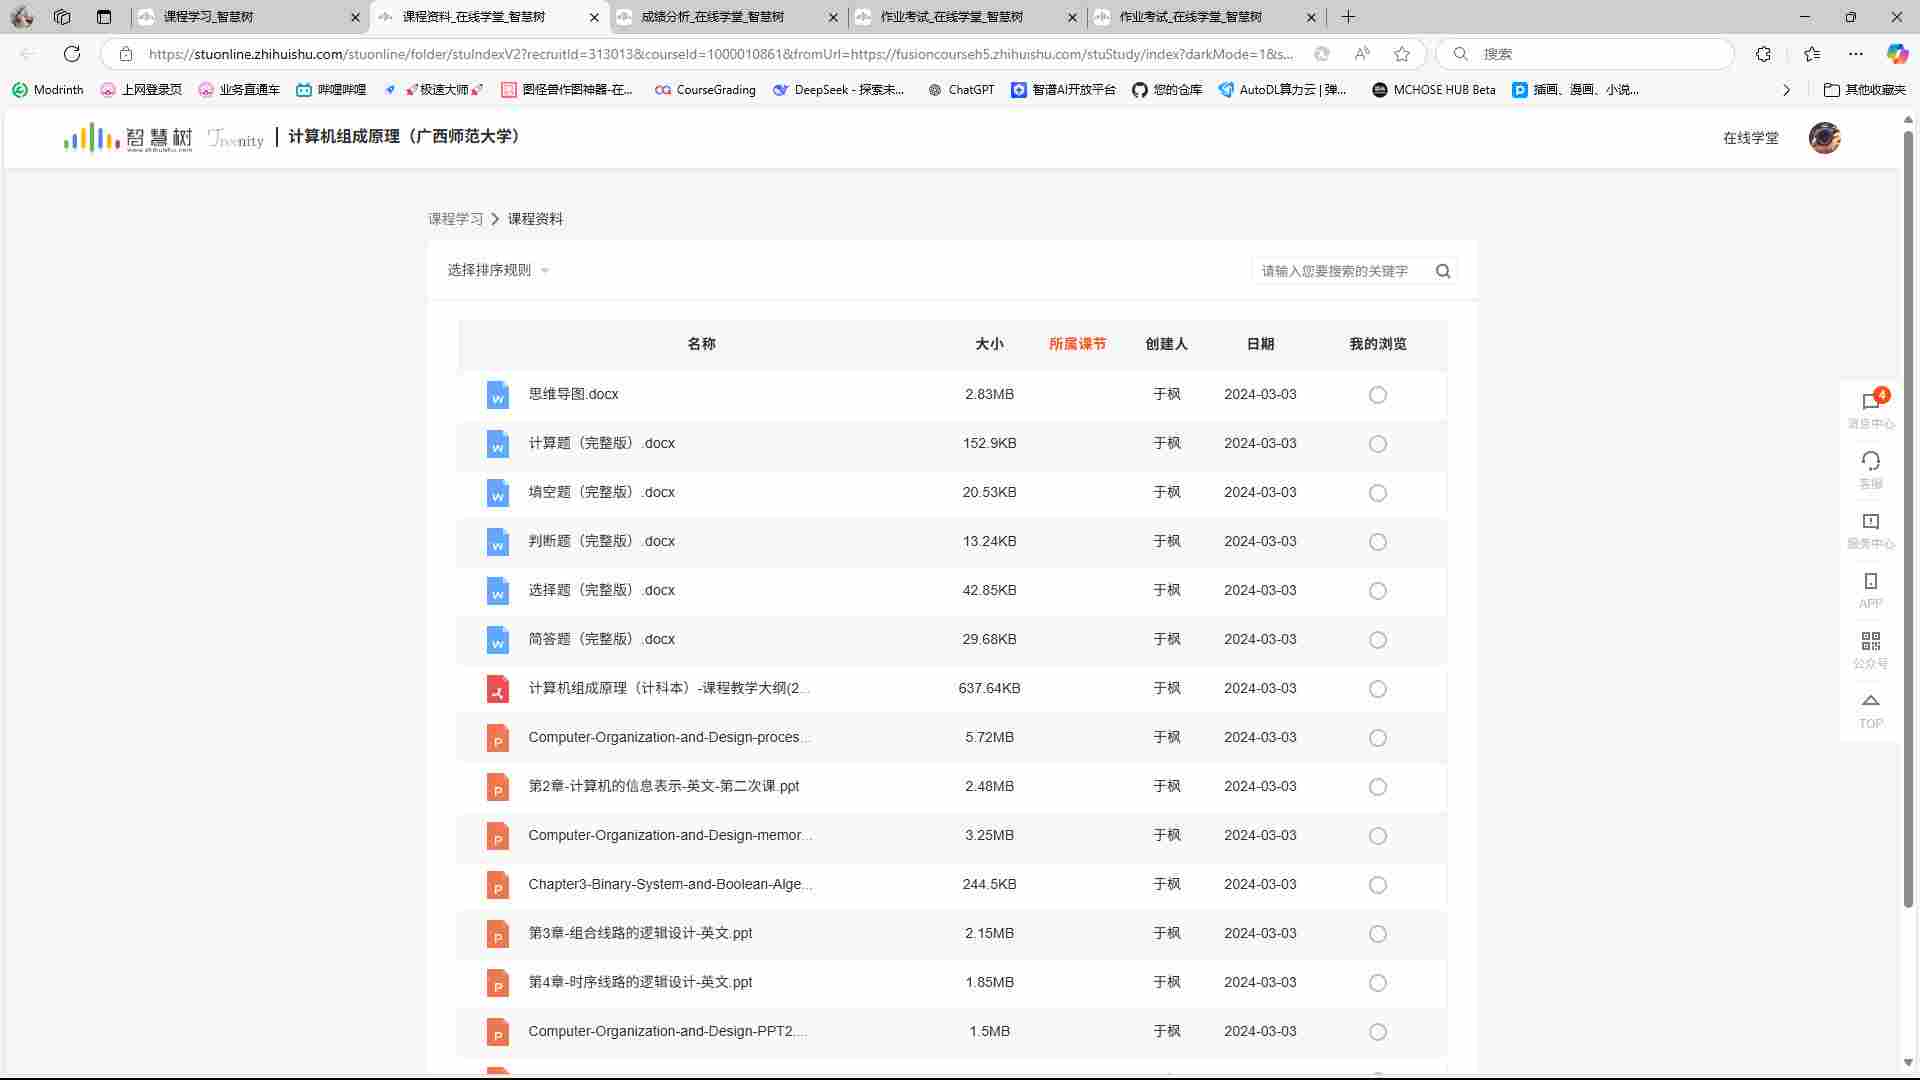 课程学习_智慧树
课程资料_在线学堂_智慧树
成绩分析_在线学堂_智慧树
作业考试_在线学堂_智慧树
作业考试_在线学堂_智慧树
https://stuonline.zhihuishu.com/stuonline/folder/stuIndexV2?recruitId=313013&courseId=1000010861&fromUrl=https://fusioncourseh5.zhihuishu.com/stuStudy/index?darkMode=1&s...
搜索
Modrinth
上网登录页
业务直通车
哔哩哔哩
🚀极速大师🚀
图怪兽作图神器-在...
CourseGrading
DeepSeek - 探索未...
ChatGPT
智谱AI开放平台
您的仓库
AutoDL算力云 | 弹...
MCHOSE HUB Beta
插画、漫画、小说...
其他收藏夹
智慧树
www.zhihuishu.com
Treenity
计算机组成原理（广西师范大学）
在线学堂
课程学习 > 课程资料
选择排序规则
请输入您要搜索的关键字
名称 大小 所属课节 创建人 日期 我的浏览
思维导图.docx 2.83MB 于枫 2024-03-03
计算题（完整版）.docx 152.9KB 于枫 2024-03-03
填空题（完整版）.docx 20.53KB 于枫 2024-03-03
判断题（完整版）.docx 13.24KB 于枫 2024-03-03
选择题（完整版）.docx 42.85KB 于枫 2024-03-03
简答题（完整版）.docx 29.68KB 于枫 2024-03-03
计算机组成原理（计科本）-课程教学大纲(2... 637.64KB 于枫 2024-03-03
Computer-Organization-and-Design-proces... 5.72MB 于枫 2024-03-03
第2章-计算机的信息表示-英文-第二次课.ppt 2.48MB 于枫 2024-03-03
Computer-Organization-and-Design-memor... 3.25MB 于枫 2024-03-03
Chapter3-Binary-System-and-Boolean-Alge... 244.5KB 于枫 2024-03-03
第3章-组合线路的逻辑设计-英文.ppt 2.15MB 于枫 2024-03-03
第4章-时序线路的逻辑设计-英文.ppt 1.85MB 于枫 2024-03-03
Computer-Organization-and-Design-PPT2.... 1.5MB 于枫 2024-03-03
4
消息中心
客服
服务中心
APP
公众号
TOP